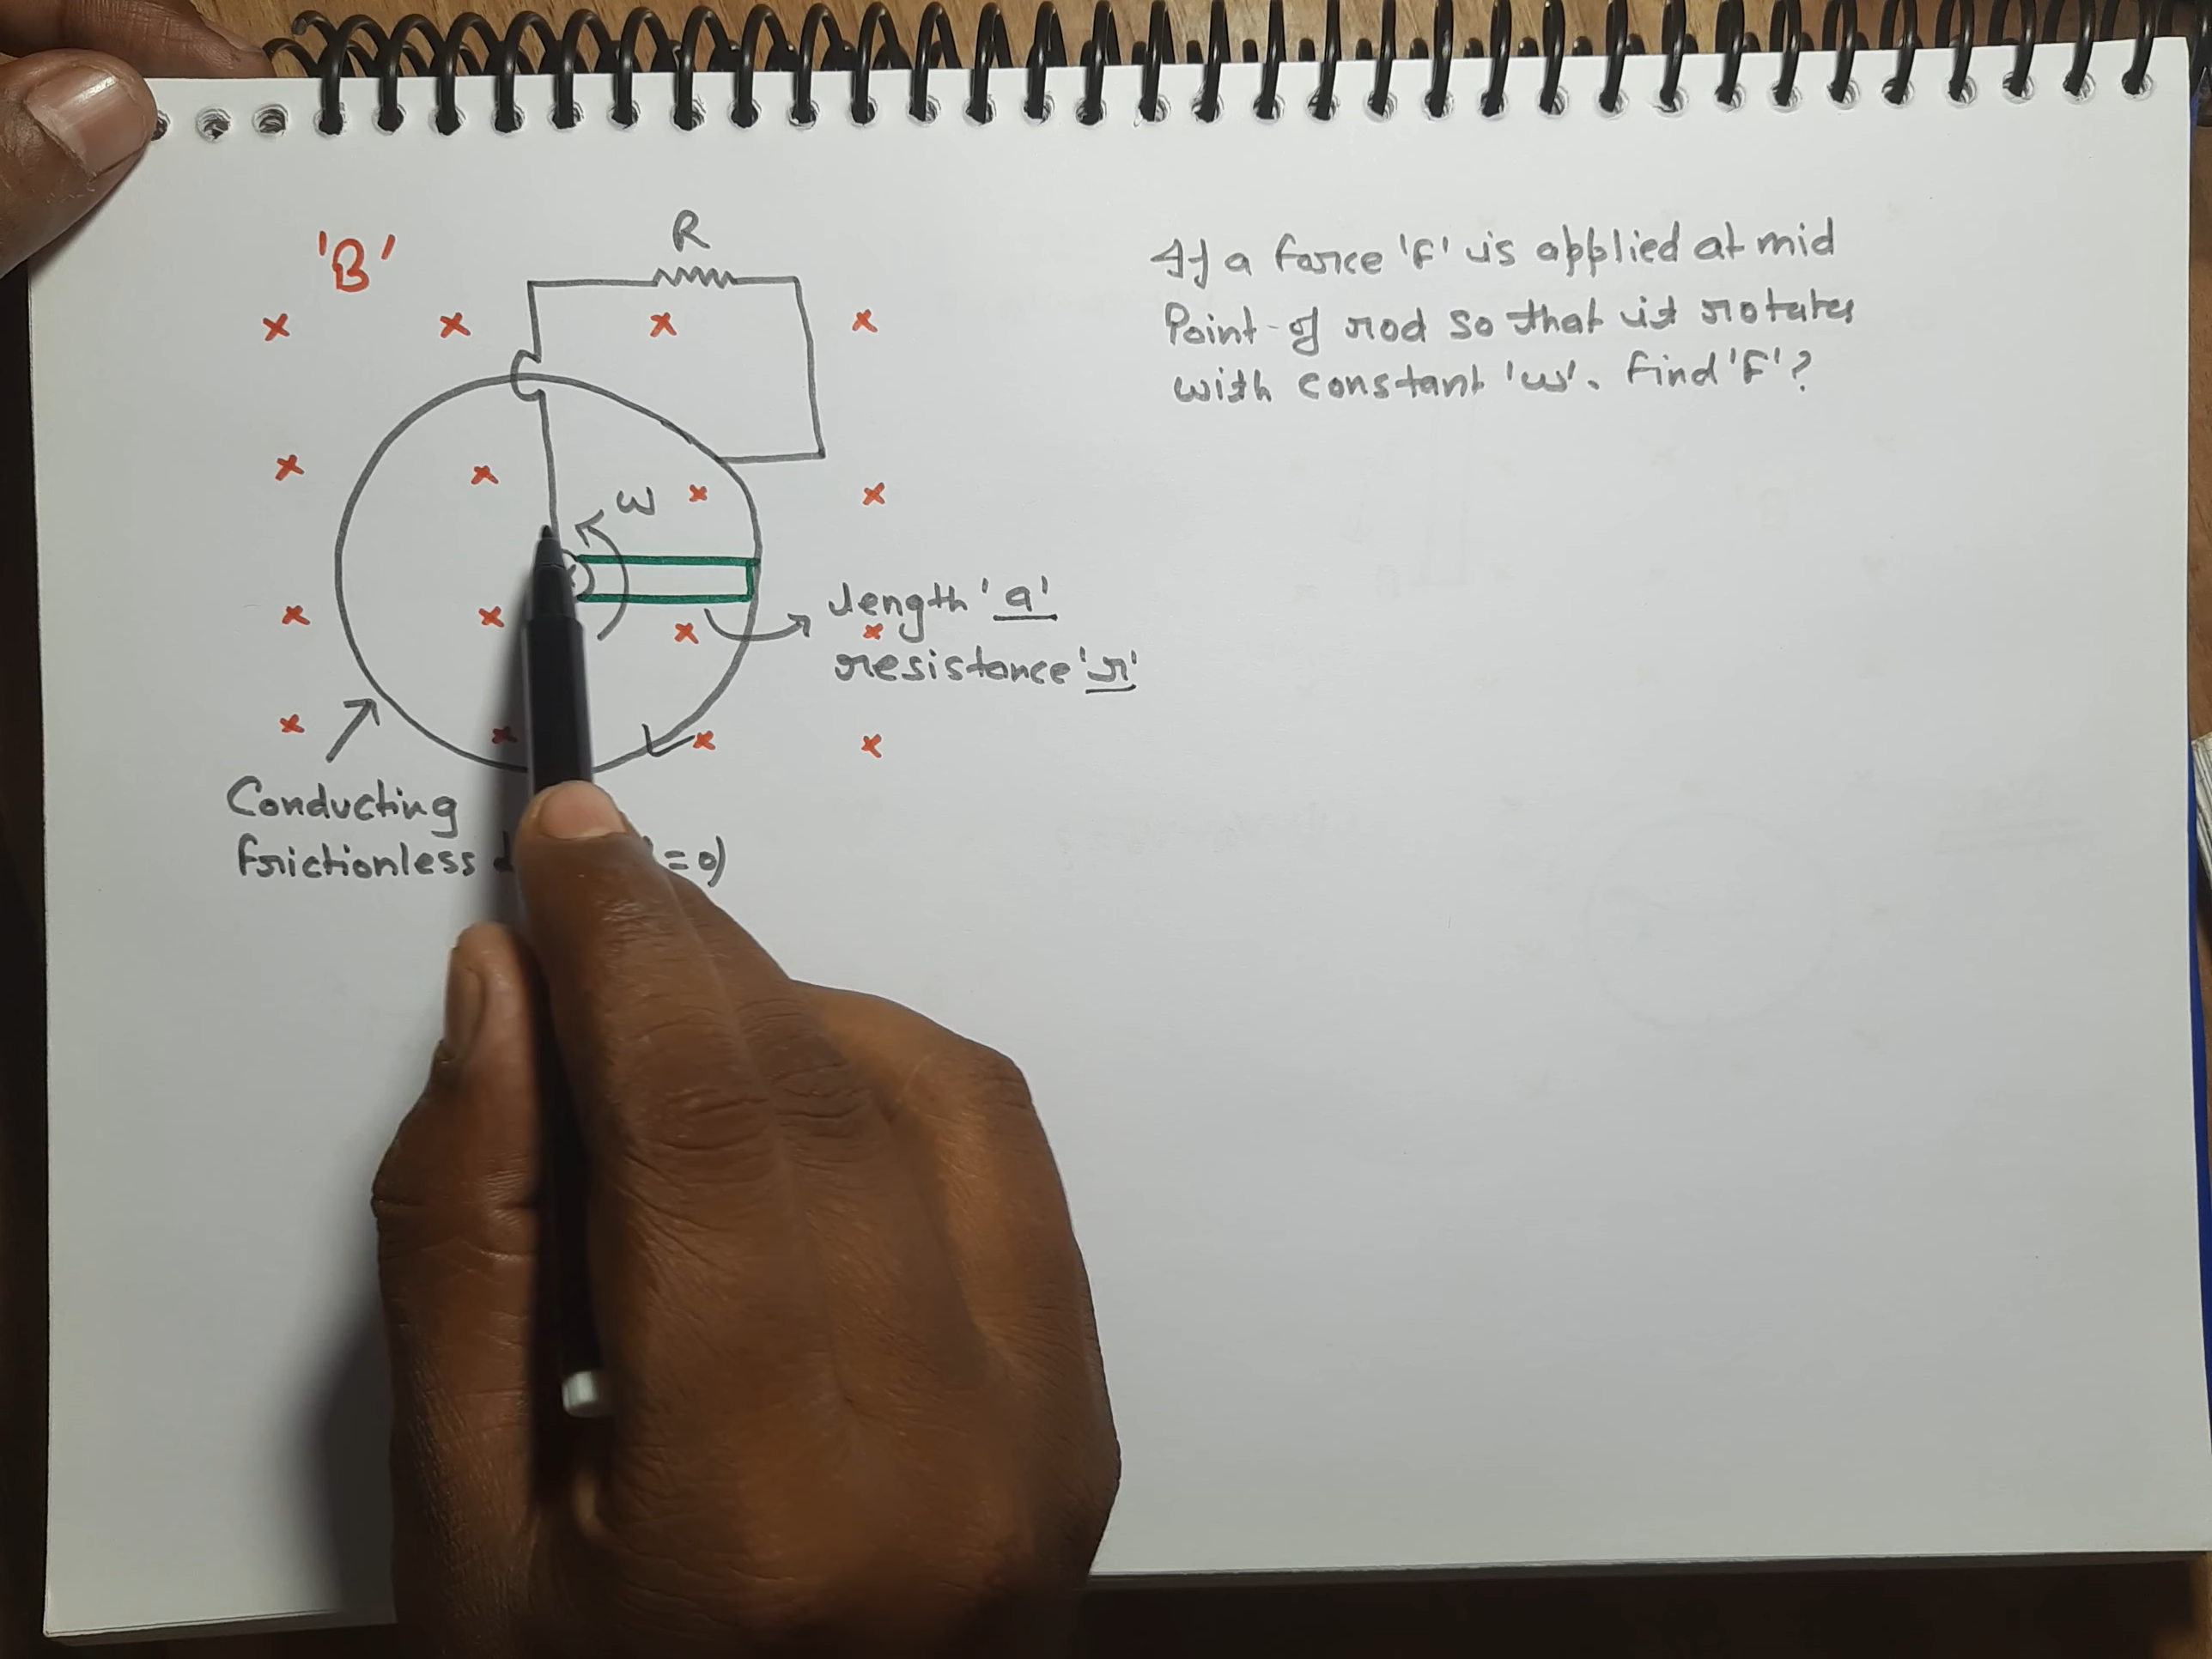 'B'
R
ω
length 'a'
resistance 'r'
Conducting
frictionless =0)
If a force 'F' is applied at mid
Point of rod so that it rotates
with constant 'ω'. Find 'F'?